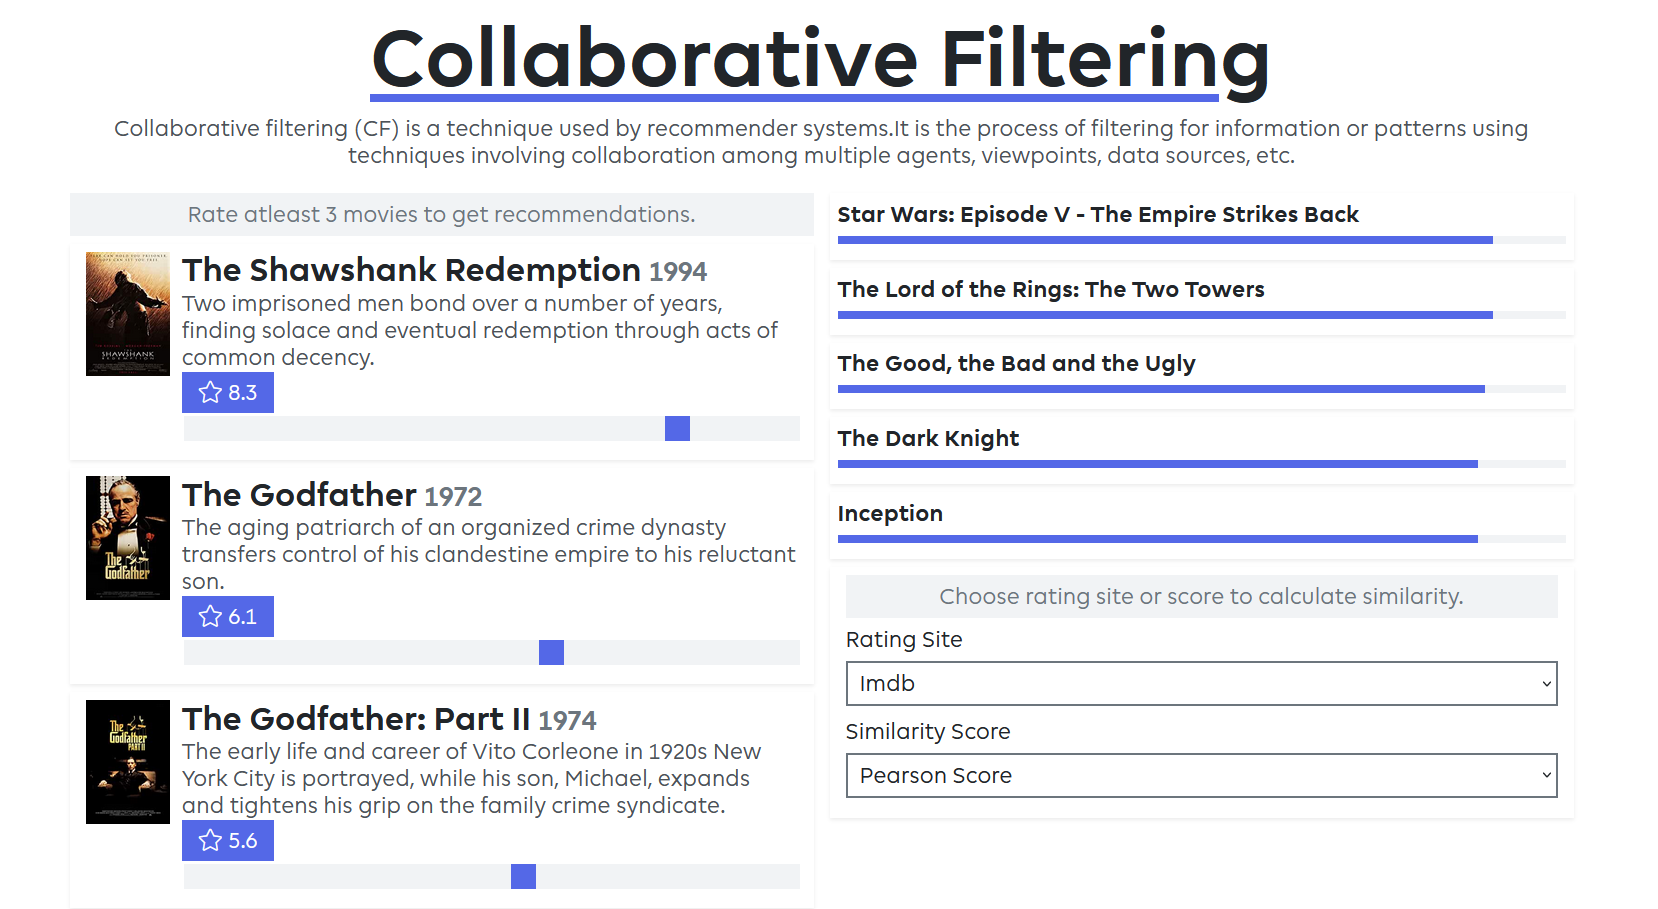 Collaborative Filtering
Collaborative filtering (CF) is a technique used by recommender systems.It is the process of filtering for information or patterns using
techniques involving collaboration among multiple agents, viewpoints, data sources, etc.
Rate atleast 3 movies to get recommendations.
The Shawshank Redemption 1994
Two imprisoned men bond over a number of years,
finding solace and eventual redemption through acts of
common decency.
8.3
SHAWSHANK
REDEMPTION
The Godfather 1972
The aging patriarch of an organized crime dynasty
transfers control of his clandestine empire to his reluctant
son.
6.1
The
Godfather
The Godfather: Part II 1974
The early life and career of Vito Corleone in 1920s New
York City is portrayed, while his son, Michael, expands
and tightens his grip on the family crime syndicate.
5.6
The
Godfather
PART II
Star Wars: Episode V - The Empire Strikes Back
The Lord of the Rings: The Two Towers
The Good, the Bad and the Ugly
The Dark Knight
Inception
Choose rating site or score to calculate similarity.
Rating Site
Imdb
Similarity Score
Pearson Score